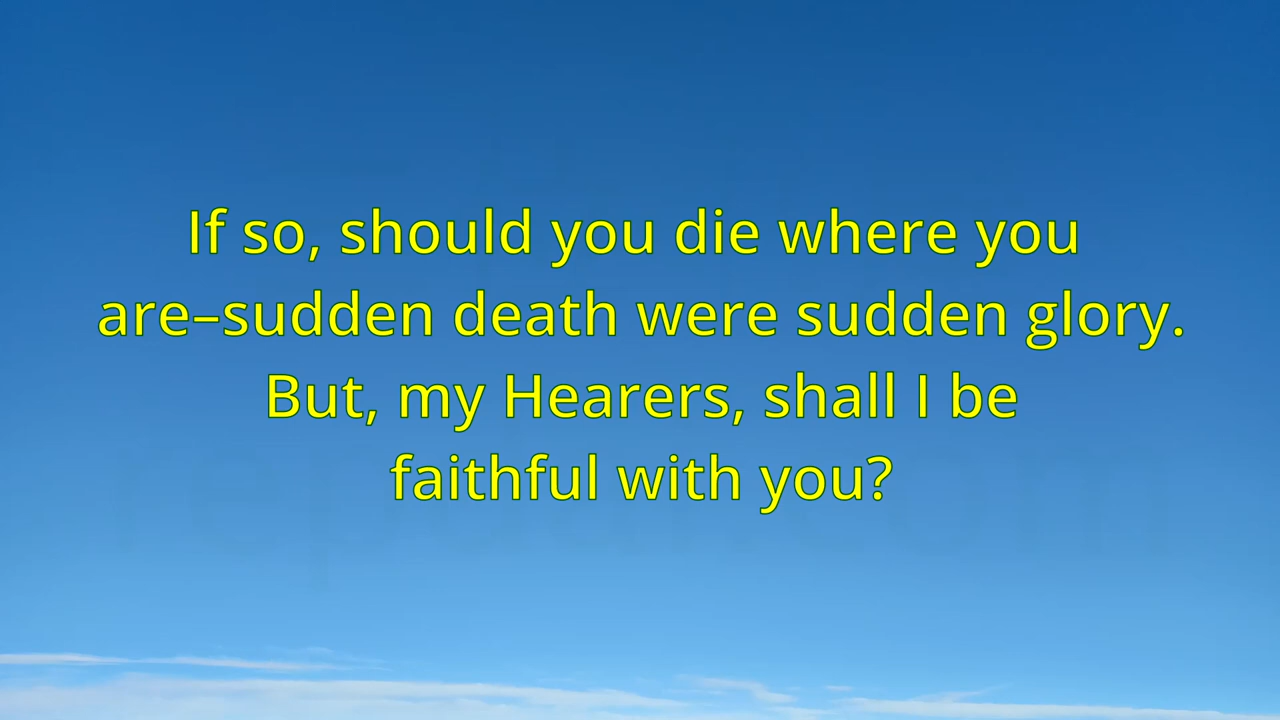 If so, should you die where you
are–sudden death were sudden glory.
But, my Hearers, shall I be
faithful with you?